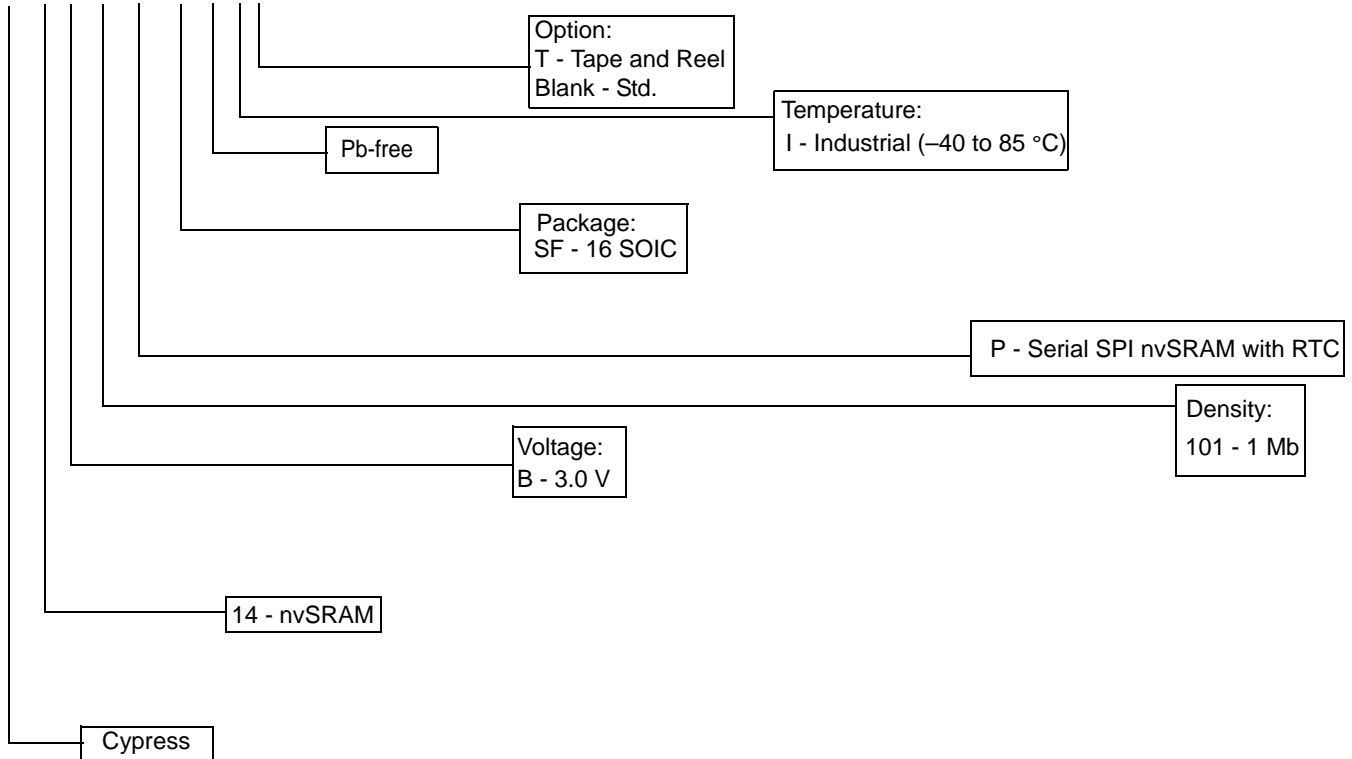 Option:
T - Tape and Reel
Blank - Std.
Temperature:
I - Industrial (–40 to 85 °C)
Pb-free
Package:
SF - 16 SOIC
P - Serial SPI nvSRAM with RTC
Density:
101 - 1 Mb
Voltage:
B - 3.0 V
14 - nvSRAM
Cypress